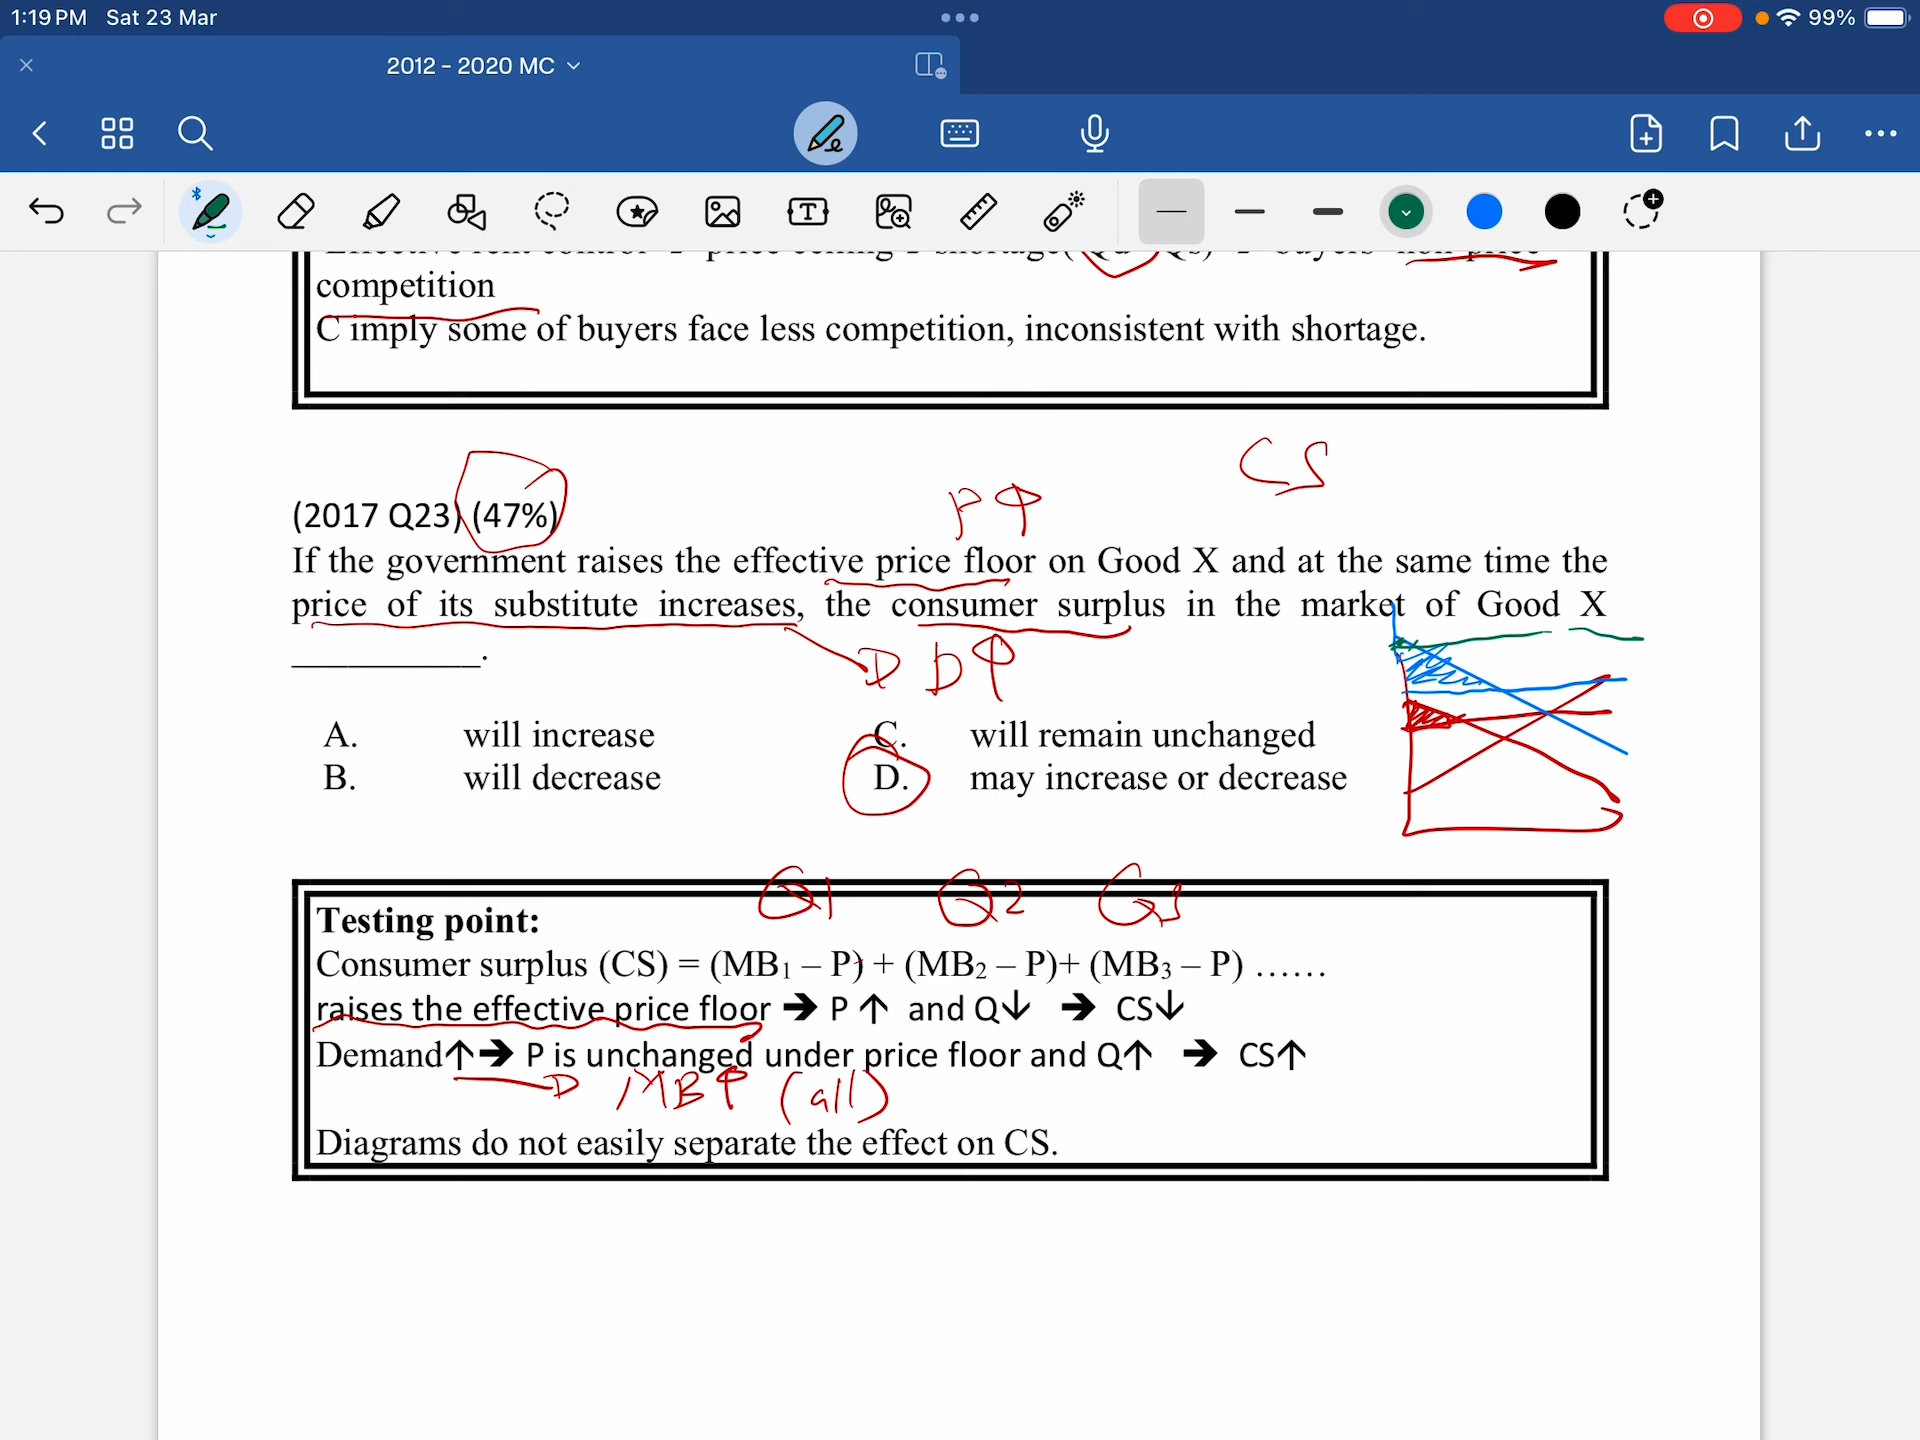 1:19 PM Sat 23 Mar
99%
2012 - 2020 MC
competition
C imply some of buyers face less competition, inconsistent with shortage.
CS
P↑
(2017 Q23) (47%)
If the government raises the effective price floor on Good X and at the same time the
price of its substitute increases, the consumer surplus in the market of Good X
__________.
D↑
A. will increase C. will remain unchanged
B. will decrease D. may increase or decrease
Q1 Q2 Q3
Testing point:
Consumer surplus (CS) = (MB₁ – P) + (MB₂ – P)+ (MB₃ – P) ……
raises the effective price floor ➔ P ↑ and Q↓ ➔ CS↓
Demand↑➔ P is unchanged under price floor and Q↑ ➔ CS↑
MB↑ (all)
Diagrams do not easily separate the effect on CS.